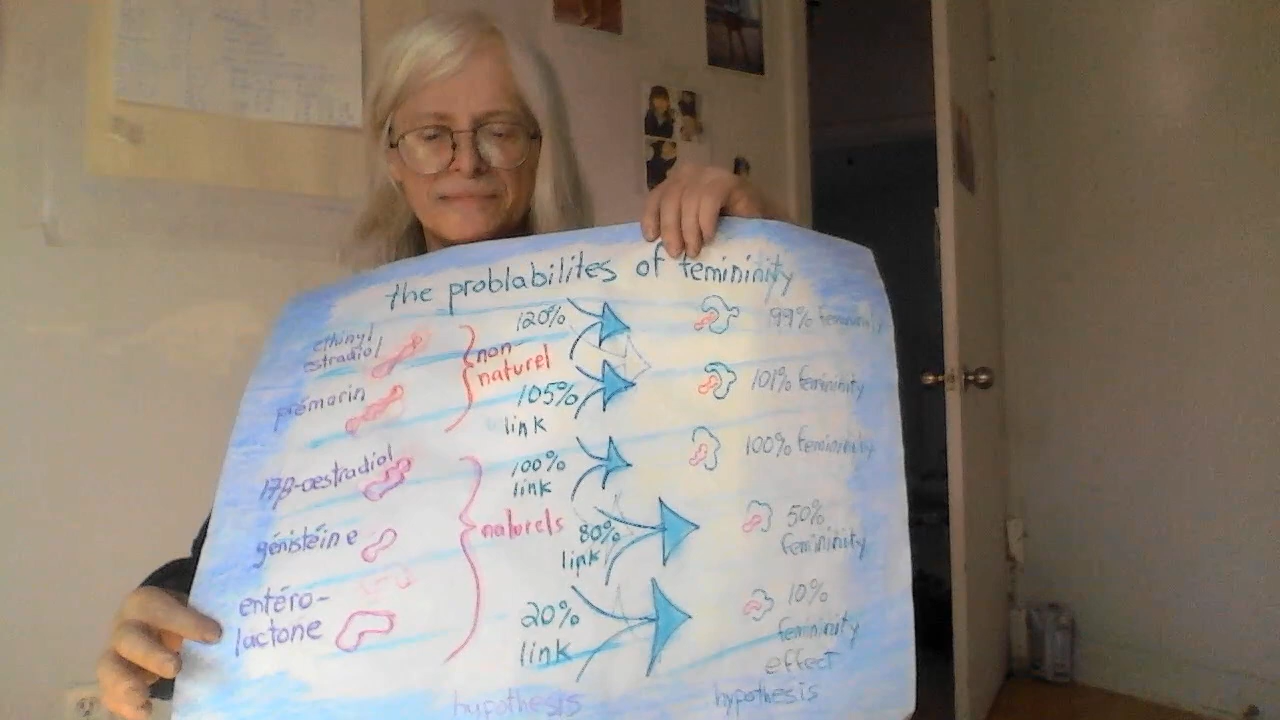 the problabilites of femininity
ethinyl
estradiol
non-
naturel
120%
99% femininity
prémarin
105%
link
101% femininity
17β-oestradiol
100%
link
100% femininity
génistéine
naturels
80%
link
50%
femininity
entéro-
lactone
20%
link
10%
femininity
effect
hypothesis
hypothesis